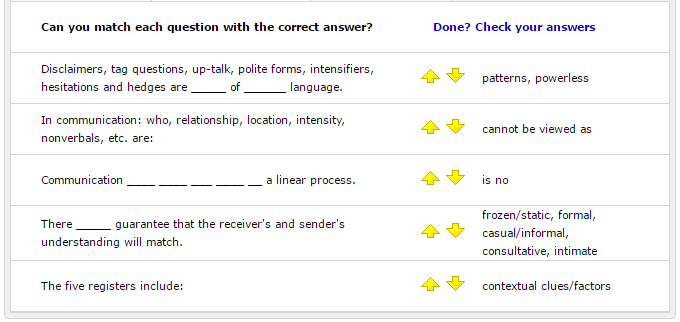 Can you match each question with the correct answer? Done? Check your answers
Disclaimers, tag questions, up-talk, polite forms, intensifiers,
hesitations and hedges are _____ of ______ language.
patterns, powerless
In communication: who, relationship, location, intensity,
nonverbals, etc. are:
cannot be viewed as
Communication ____ ____ ___ ____ __ a linear process.
is no
There _____ guarantee that the receiver's and sender's
understanding will match.
frozen/static, formal,
casual/informal,
consultative, intimate
The five registers include:
contextual clues/factors